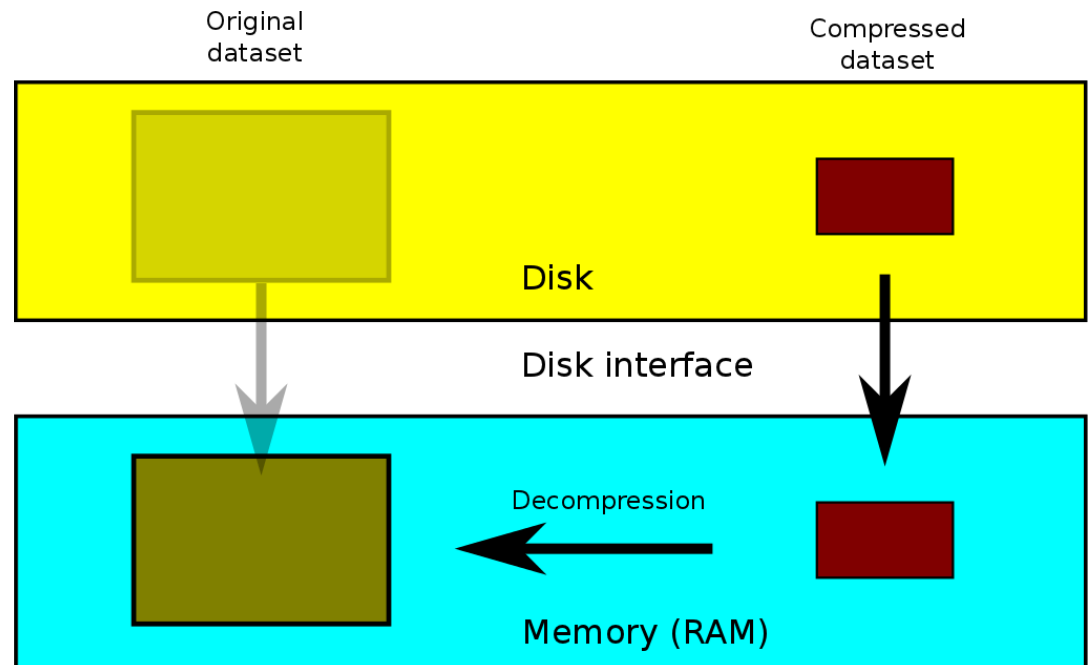 Original
dataset
Compressed
dataset
Disk
Disk interface
Decompression
Memory (RAM)